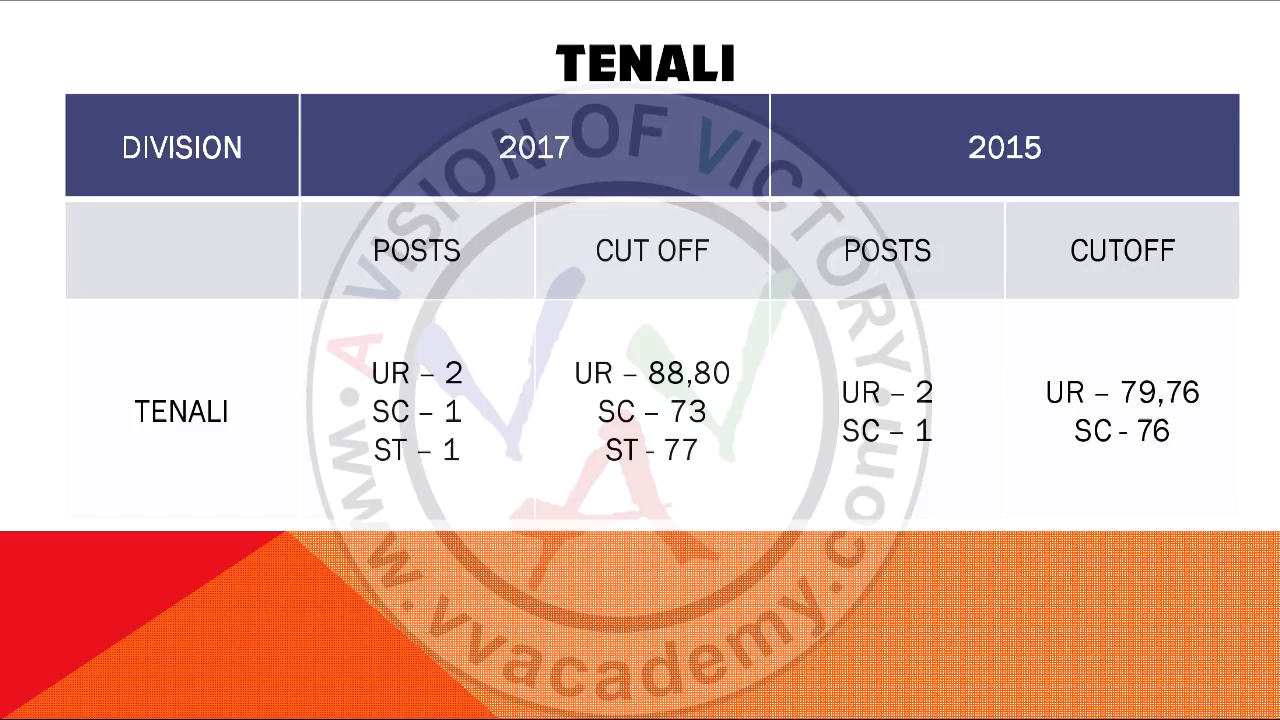 TENALI
DIVISION 2017 2015
POSTS CUT OFF POSTS CUTOFF
TENALI
UR – 2
SC – 1
ST – 1
UR – 88,80
SC – 73
ST - 77
UR – 2
SC – 1
UR – 79,76
SC - 76
A VISION OF VICTORY
www.vvacademy.com
VVA